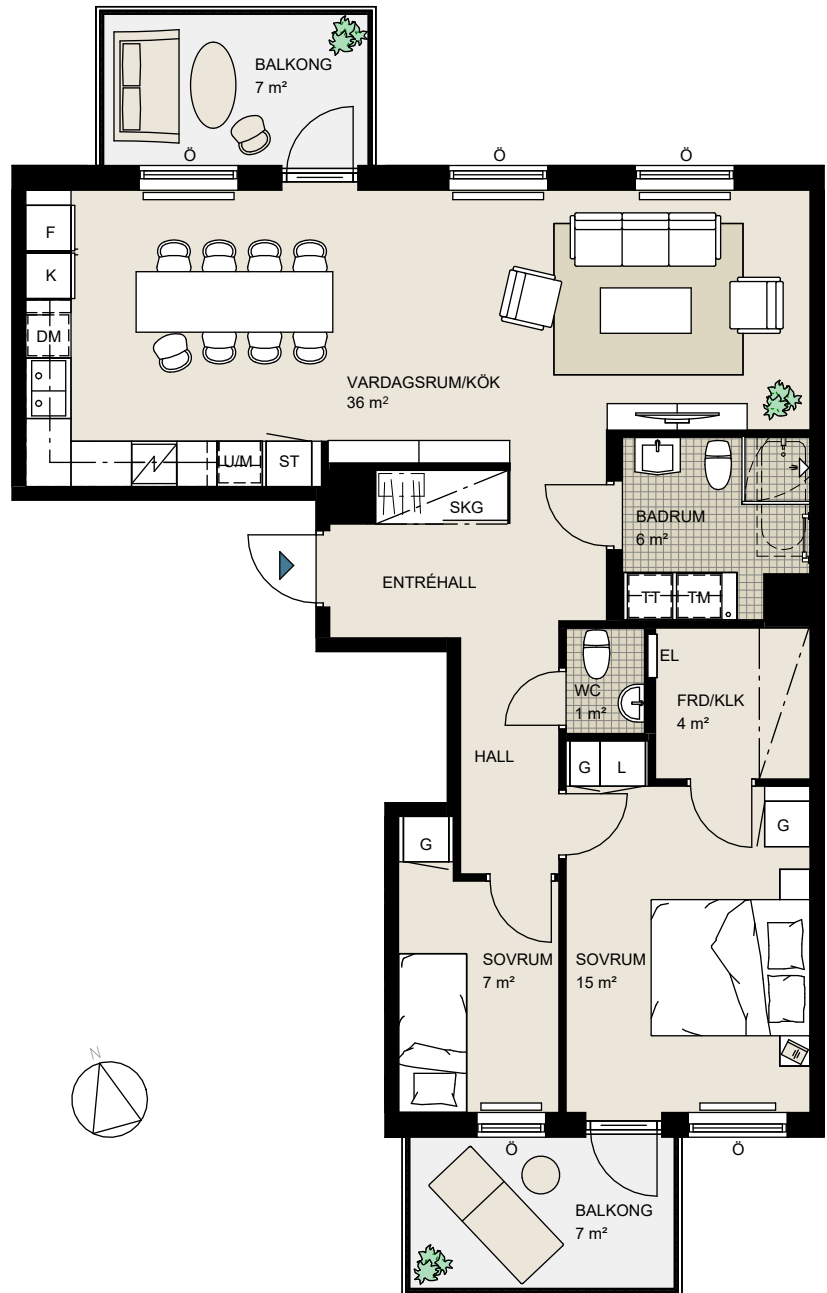 BALKONG
7 m²
Ö
Ö
Ö
F
K
DM
VARDAGSRUM/KÖK
36 m²
U/M
ST
SKG
BADRUM
6 m²
ENTRÉHALL
TT
TM
EL
WC
1 m²
FRD/KLK
4 m²
HALL
G
L
G
G
SOVRUM
7 m²
SOVRUM
15 m²
N
Ö
Ö
BALKONG
7 m²